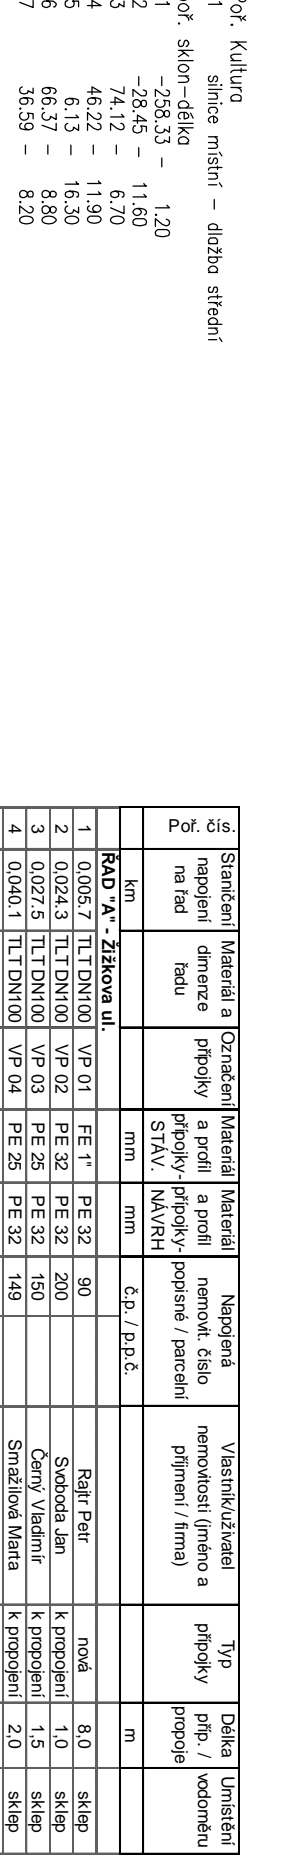 Poř. Kultura
1 silnice místní – dlažba střední
poř. sklon-délka
1 -258.33 – 1.20
2 -28.45 – 11.60
3 74.12 – 6.70
4 46.22 – 11.90
5 6.13 – 16.30
6 66.37 – 8.80
7 36.59 – 8.20
Poř. čís. Staničení napojení na řad Materiál a dimenze řadu Označení přípojky Materiál a profil přípojky- STÁV. Materiál a profil přípojky- NÁVRH Napojená nemovit. číslo popisné / parcelní Vlastník/uživatel nemovitosti (jméno a příjmení / firma) Typ přípojky Délka příp. / propoje Umístění vodoměru
km mm mm č.p. / p.p.č. m
ŘAD "A" - Žižkova ul.
1 0,005.7 TLT DN100 VP 01 FE 1" PE 32 90 Rajtr Petr nová 8,0 sklep
2 0,024.3 TLT DN100 VP 02 PE 32 PE 32 200 Svoboda Jan k propojení 1,0 sklep
3 0,027.5 TLT DN100 VP 03 PE 25 PE 32 150 Černý Vladimír k propojení 1,5 sklep
4 0,040.1 TLT DN100 VP 04 PE 25 PE 32 149 Smažilová Marta k propojení 2,0 sklep